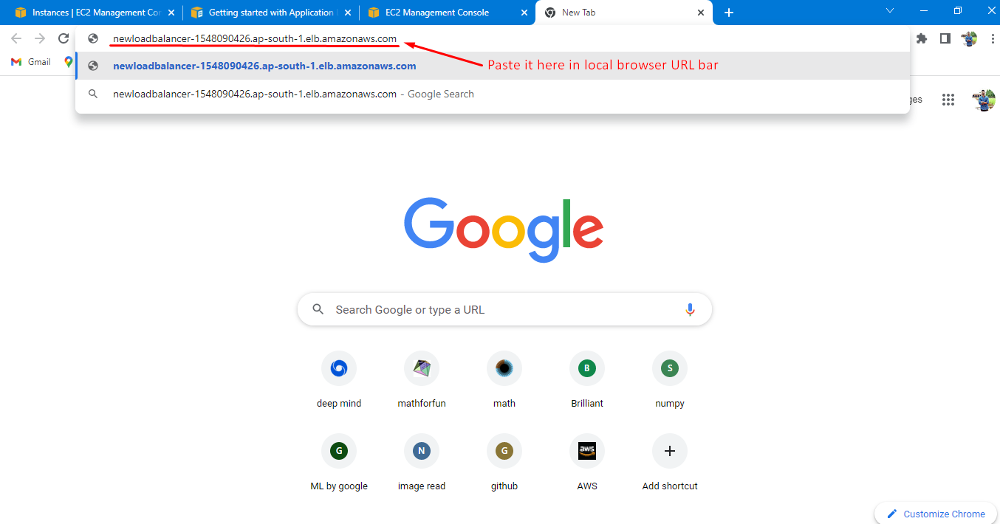 Instances | EC2 Management Con
Getting started with Application
EC2 Management Console
New Tab
newloadbalancer-1548090426.ap-south-1.elb.amazonaws.com
Gmail
newloadbalancer-1548090426.ap-south-1.elb.amazonaws.com
Paste it here in local browser URL bar
newloadbalancer-1548090426.ap-south-1.elb.amazonaws.com - Google Search
ges
Google
Search Google or type a URL
B
S
deep mind
mathforfun
math
Brilliant
numpy
G
N
G
aws
ML by google
image read
github
AWS
Add shortcut
Customize Chrome